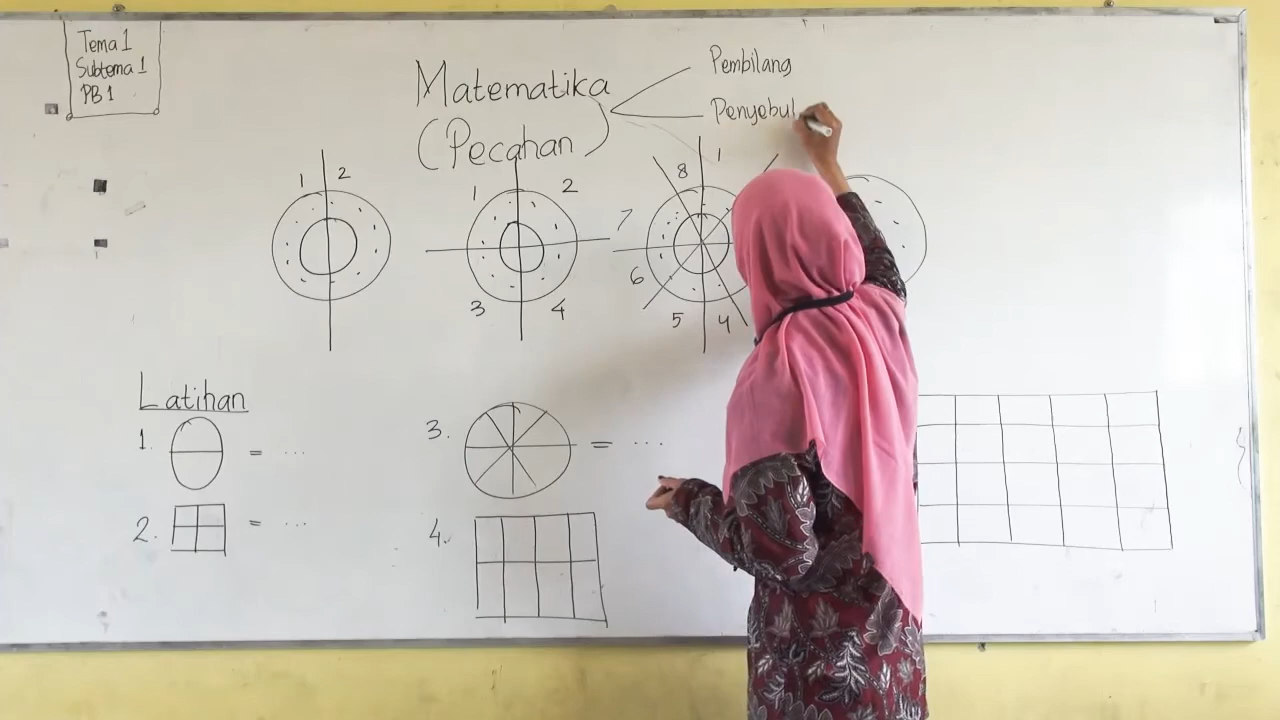 Tema 1
Subtema 1
PB 1
Matematika
(Pecahan)
Pembilang
Penyebut
1 2
1 2
3 4
8 1
7
6
5 4
Latihan
1. = ...
2. = ...
3. = ...
4.